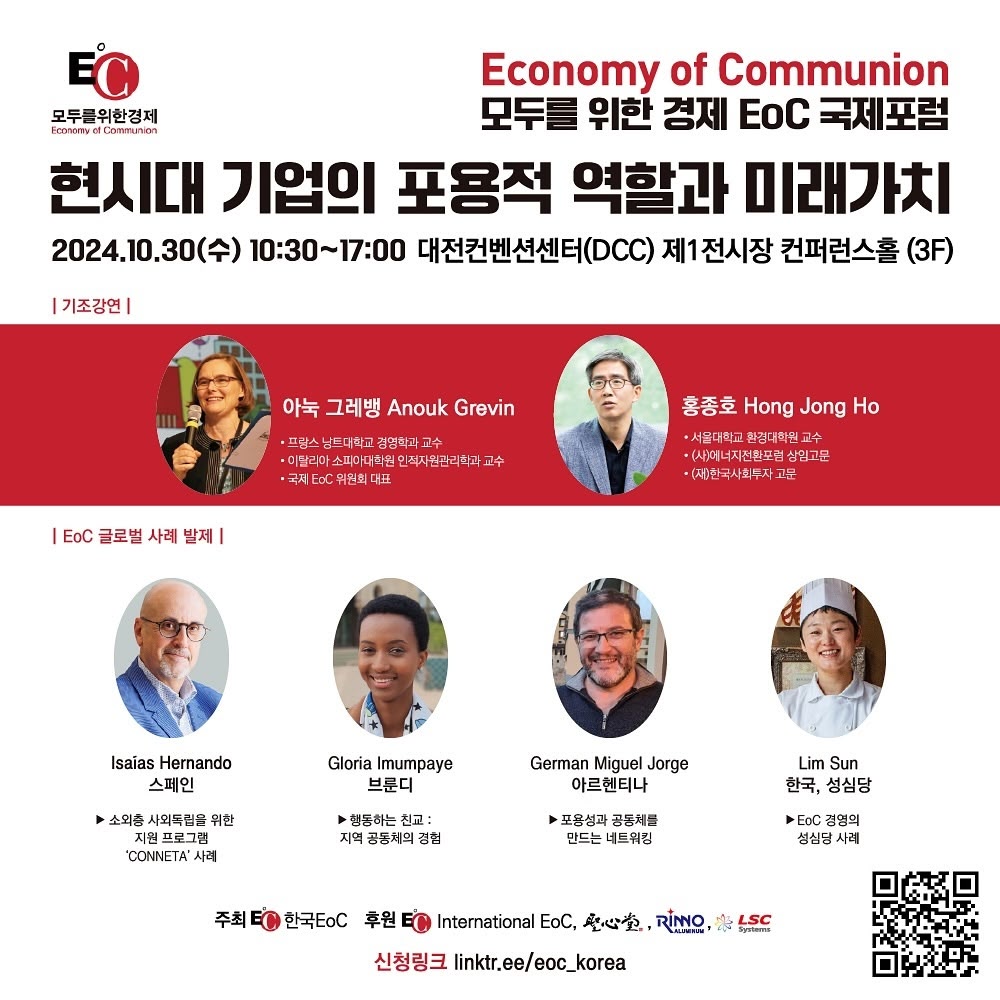 E°C
모두를위한경제
Economy of Communion
Economy of Communion
모두를 위한 경제 EoC 국제포럼
현시대 기업의 포용적 역할과 미래가치
2024.10.30(수) 10:30~17:00 대전컨벤션센터(DCC) 제1전시장 컨퍼런스홀 (3F)
| 기조강연 |
아눅 그레뱅 Anouk Grevin
• 프랑스 낭트대학교 경영학과 교수
• 이탈리아 소피아대학원 인적자원관리학과 교수
• 국제 EoC 위원회 대표
홍종호 Hong Jong Ho
• 서울대학교 환경대학원 교수
• (사)에너지전환포럼 상임고문
• (재)한국사회투자 고문
| EoC 글로벌 사례 발제 |
Isaías Hernando
스페인
▶ 소외층 사외독립을 위한
지원 프로그램
‘CONNETA’ 사례
Gloria Imumpaye
브룬디
▶ 행동하는 친교 :
지역 공동체의 경험
German Miguel Jorge
아르헨티나
▶ 포용성과 공동체를
만드는 네트워킹
Lim Sun
한국, 성심당
▶ EoC 경영의
성심당 사례
주최 E°C 한국EoC 후원 E°C International EoC, 聖心堂, RINNO ALUMINUM, LSC Systems
신청링크 linktr.ee/eoc_korea